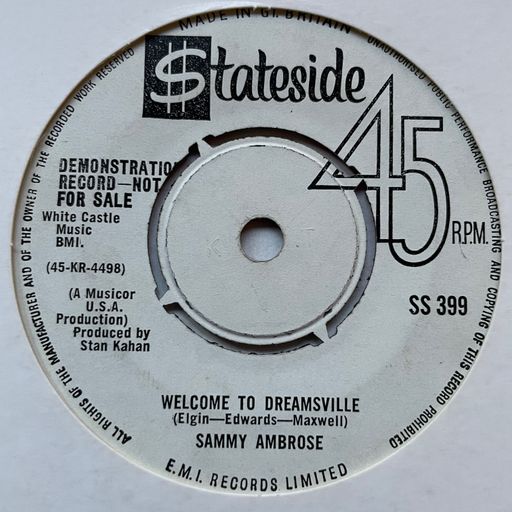 MADE IN GT. BRITAIN
$tateside
45
R.P.M.
DEMONSTRATION
RECORD—NOT
FOR SALE
White Castle
Music
BMI.
(45-KR-4498)
(A Musicor
U.S.A.
Production)
Produced by
Stan Kahan
SS 399
WELCOME TO DREAMSVILLE
(Elgin—Edwards—Maxwell)
SAMMY AMBROSE
E.M.I. RECORDS LIMITED
ALL RIGHTS OF THE MANUFACTURER AND OF THE OWNER OF THE RECORDED WORK RESERVED
UNAUTHORISED PUBLIC PERFORMANCE BROADCASTING AND COPYING OF THIS RECORD PROHIBITED